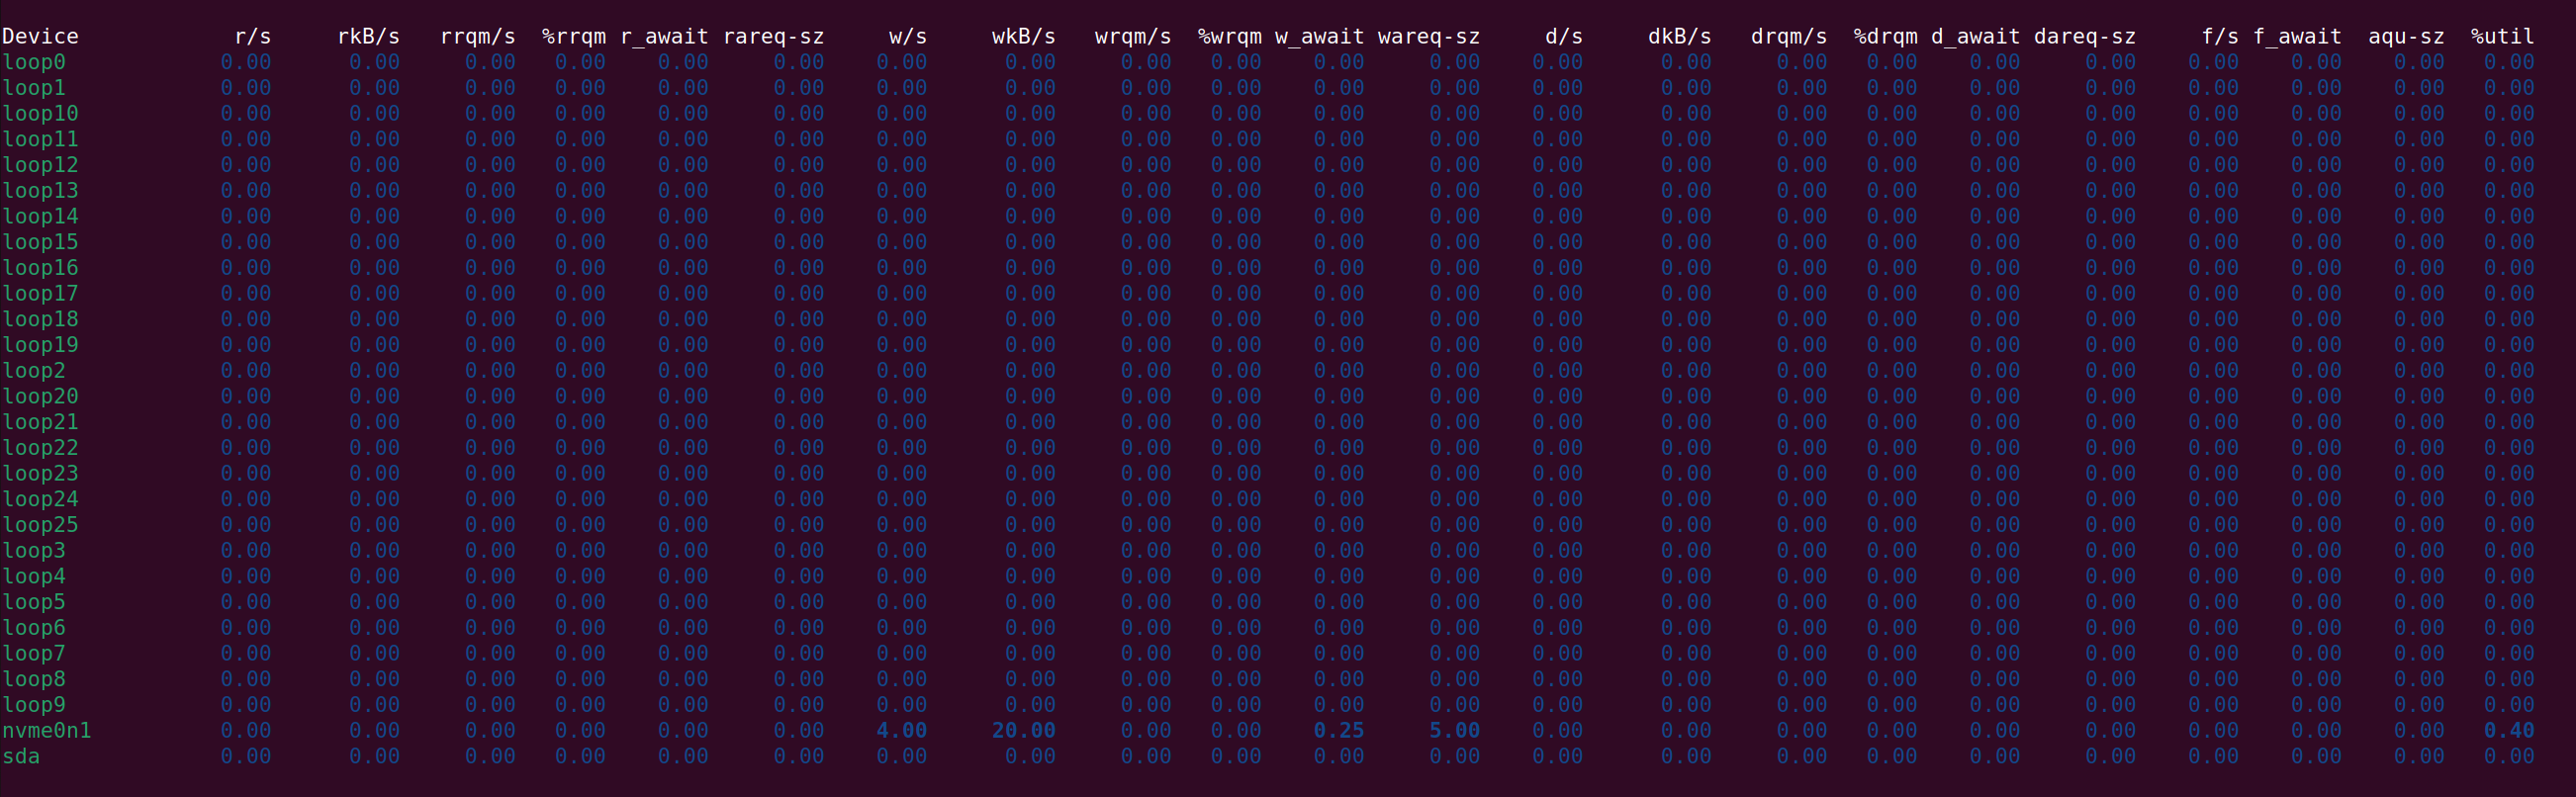 Device r/s rkB/s rrqm/s %rrqm r_await rareq-sz w/s wkB/s wrqm/s %wrqm w_await wareq-sz d/s dkB/s drqm/s %drqm d_await dareq-sz f/s f_await aqu-sz %util
loop0 0.00 0.00 0.00 0.00 0.00 0.00 0.00 0.00 0.00 0.00 0.00 0.00 0.00 0.00 0.00 0.00 0.00 0.00 0.00 0.00 0.00 0.00
loop1 0.00 0.00 0.00 0.00 0.00 0.00 0.00 0.00 0.00 0.00 0.00 0.00 0.00 0.00 0.00 0.00 0.00 0.00 0.00 0.00 0.00 0.00
loop10 0.00 0.00 0.00 0.00 0.00 0.00 0.00 0.00 0.00 0.00 0.00 0.00 0.00 0.00 0.00 0.00 0.00 0.00 0.00 0.00 0.00 0.00
loop11 0.00 0.00 0.00 0.00 0.00 0.00 0.00 0.00 0.00 0.00 0.00 0.00 0.00 0.00 0.00 0.00 0.00 0.00 0.00 0.00 0.00 0.00
loop12 0.00 0.00 0.00 0.00 0.00 0.00 0.00 0.00 0.00 0.00 0.00 0.00 0.00 0.00 0.00 0.00 0.00 0.00 0.00 0.00 0.00 0.00
loop13 0.00 0.00 0.00 0.00 0.00 0.00 0.00 0.00 0.00 0.00 0.00 0.00 0.00 0.00 0.00 0.00 0.00 0.00 0.00 0.00 0.00 0.00
loop14 0.00 0.00 0.00 0.00 0.00 0.00 0.00 0.00 0.00 0.00 0.00 0.00 0.00 0.00 0.00 0.00 0.00 0.00 0.00 0.00 0.00 0.00
loop15 0.00 0.00 0.00 0.00 0.00 0.00 0.00 0.00 0.00 0.00 0.00 0.00 0.00 0.00 0.00 0.00 0.00 0.00 0.00 0.00 0.00 0.00
loop16 0.00 0.00 0.00 0.00 0.00 0.00 0.00 0.00 0.00 0.00 0.00 0.00 0.00 0.00 0.00 0.00 0.00 0.00 0.00 0.00 0.00 0.00
loop17 0.00 0.00 0.00 0.00 0.00 0.00 0.00 0.00 0.00 0.00 0.00 0.00 0.00 0.00 0.00 0.00 0.00 0.00 0.00 0.00 0.00 0.00
loop18 0.00 0.00 0.00 0.00 0.00 0.00 0.00 0.00 0.00 0.00 0.00 0.00 0.00 0.00 0.00 0.00 0.00 0.00 0.00 0.00 0.00 0.00
loop19 0.00 0.00 0.00 0.00 0.00 0.00 0.00 0.00 0.00 0.00 0.00 0.00 0.00 0.00 0.00 0.00 0.00 0.00 0.00 0.00 0.00 0.00
loop2 0.00 0.00 0.00 0.00 0.00 0.00 0.00 0.00 0.00 0.00 0.00 0.00 0.00 0.00 0.00 0.00 0.00 0.00 0.00 0.00 0.00 0.00
loop20 0.00 0.00 0.00 0.00 0.00 0.00 0.00 0.00 0.00 0.00 0.00 0.00 0.00 0.00 0.00 0.00 0.00 0.00 0.00 0.00 0.00 0.00
loop21 0.00 0.00 0.00 0.00 0.00 0.00 0.00 0.00 0.00 0.00 0.00 0.00 0.00 0.00 0.00 0.00 0.00 0.00 0.00 0.00 0.00 0.00
loop22 0.00 0.00 0.00 0.00 0.00 0.00 0.00 0.00 0.00 0.00 0.00 0.00 0.00 0.00 0.00 0.00 0.00 0.00 0.00 0.00 0.00 0.00
loop23 0.00 0.00 0.00 0.00 0.00 0.00 0.00 0.00 0.00 0.00 0.00 0.00 0.00 0.00 0.00 0.00 0.00 0.00 0.00 0.00 0.00 0.00
loop24 0.00 0.00 0.00 0.00 0.00 0.00 0.00 0.00 0.00 0.00 0.00 0.00 0.00 0.00 0.00 0.00 0.00 0.00 0.00 0.00 0.00 0.00
loop25 0.00 0.00 0.00 0.00 0.00 0.00 0.00 0.00 0.00 0.00 0.00 0.00 0.00 0.00 0.00 0.00 0.00 0.00 0.00 0.00 0.00 0.00
loop3 0.00 0.00 0.00 0.00 0.00 0.00 0.00 0.00 0.00 0.00 0.00 0.00 0.00 0.00 0.00 0.00 0.00 0.00 0.00 0.00 0.00 0.00
loop4 0.00 0.00 0.00 0.00 0.00 0.00 0.00 0.00 0.00 0.00 0.00 0.00 0.00 0.00 0.00 0.00 0.00 0.00 0.00 0.00 0.00 0.00
loop5 0.00 0.00 0.00 0.00 0.00 0.00 0.00 0.00 0.00 0.00 0.00 0.00 0.00 0.00 0.00 0.00 0.00 0.00 0.00 0.00 0.00 0.00
loop6 0.00 0.00 0.00 0.00 0.00 0.00 0.00 0.00 0.00 0.00 0.00 0.00 0.00 0.00 0.00 0.00 0.00 0.00 0.00 0.00 0.00 0.00
loop7 0.00 0.00 0.00 0.00 0.00 0.00 0.00 0.00 0.00 0.00 0.00 0.00 0.00 0.00 0.00 0.00 0.00 0.00 0.00 0.00 0.00 0.00
loop8 0.00 0.00 0.00 0.00 0.00 0.00 0.00 0.00 0.00 0.00 0.00 0.00 0.00 0.00 0.00 0.00 0.00 0.00 0.00 0.00 0.00 0.00
loop9 0.00 0.00 0.00 0.00 0.00 0.00 0.00 0.00 0.00 0.00 0.00 0.00 0.00 0.00 0.00 0.00 0.00 0.00 0.00 0.00 0.00 0.00
nvme0n1 0.00 0.00 0.00 0.00 0.00 0.00 4.00 20.00 0.00 0.00 0.25 5.00 0.00 0.00 0.00 0.00 0.00 0.00 0.00 0.00 0.00 0.40
sda 0.00 0.00 0.00 0.00 0.00 0.00 0.00 0.00 0.00 0.00 0.00 0.00 0.00 0.00 0.00 0.00 0.00 0.00 0.00 0.00 0.00 0.00